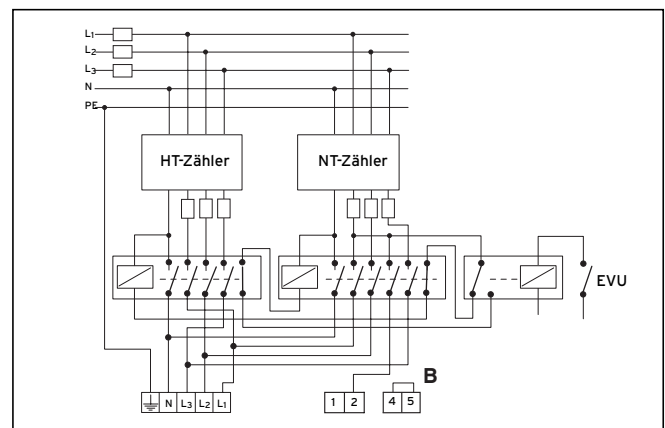 L1
L2
L3
N
PE
HT-Zähler
NT-Zähler
EVU
B
N L3 L2 L1
1 2
4 5